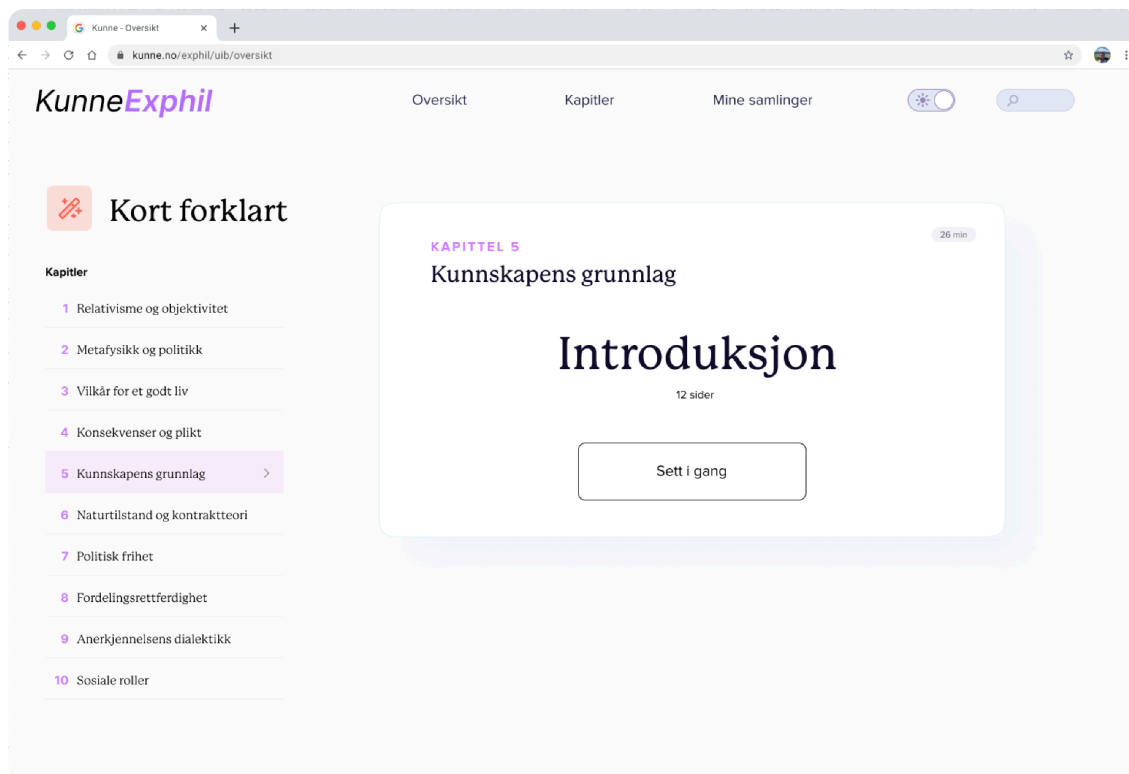 Kunne - Oversikt
kunne.no/exphil/uib/oversikt
KunneExphil
Oversikt
Kapitler
Mine samlinger
Kort forklart
Kapitler
1 Relativisme og objektivitet
2 Metafysikk og politikk
3 Vilkår for et godt liv
4 Konsekvenser og plikt
5 Kunnskapens grunnlag
6 Naturtilstand og kontraktteori
7 Politisk frihet
8 Fordelingsrettferdighet
9 Anerkjennelsens dialektikk
10 Sosiale roller
26 min
KAPITTEL 5
Kunnskapens grunnlag
Introduksjon
12 sider
Sett i gang